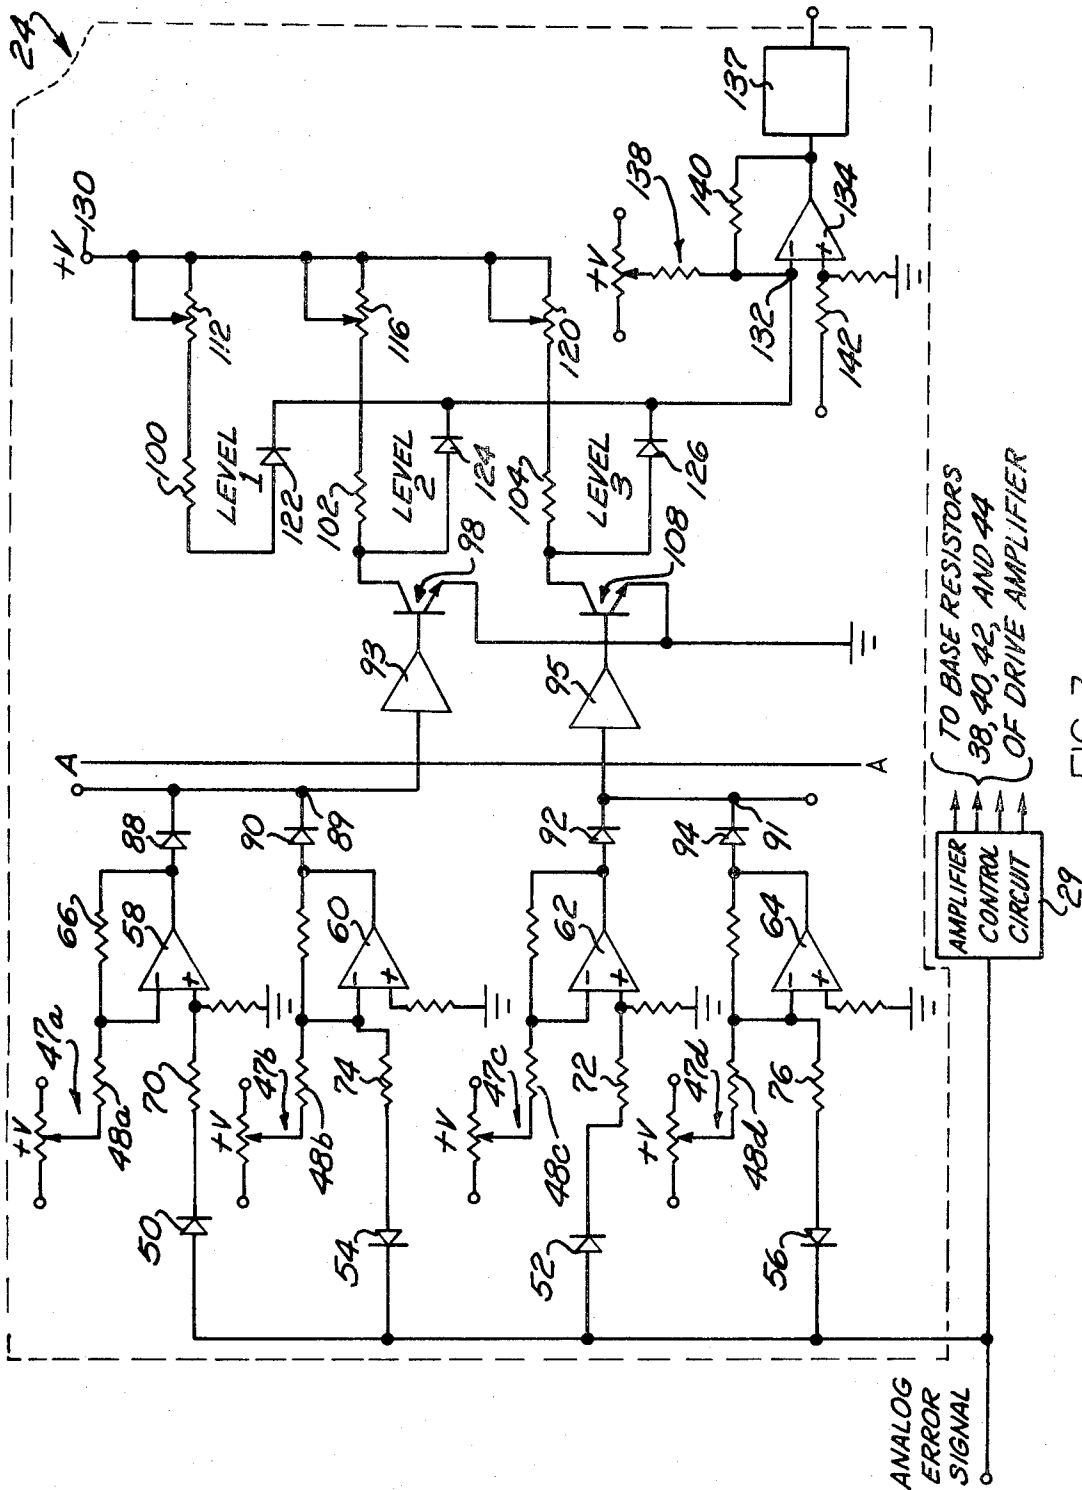 24
+V
130
112
116
120
100
LEVEL
1
122
102
LEVEL
2
124
104
LEVEL
3
126
98
108
93
95
+V
138
140
132
134
142
137
A
A
88
90
89
92
94
91
66
58
60
62
64
-
+
-
+
-
+
-
+
-
+
+V
47a
48a
70
50
+V
47b
48b
74
54
+V
47c
48c
72
52
+V
47d
48d
76
56
ANALOG
ERROR
SIGNAL
AMPLIFIER
CONTROL
CIRCUIT
29
TO BASE RESISTORS
38, 40, 42, AND 44
OF DRIVE AMPLIFIER